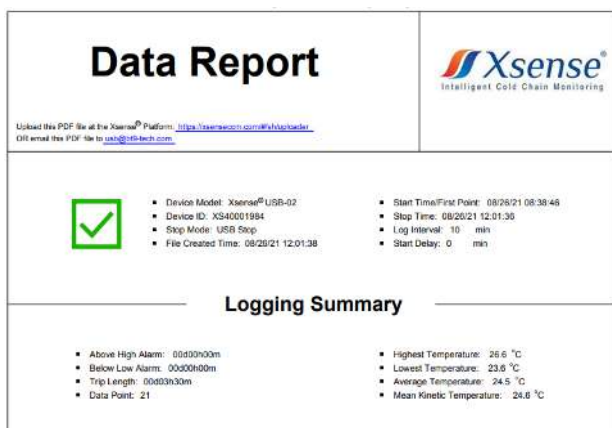 Data Report
Xsense®
Intelligent Cold Chain Monitoring
Upload this PDF file at the Xsense® Platform: https://xsensecom.com/#/sh/uploader
OR email this PDF file to usb@bt9-tech.com
Device Model: Xsense® USB-02
Device ID: XS40001984
Stop Mode: USB Stop
File Created Time: 08/26/21 12:01:38
Start Time/First Point: 08/26/21 08:38:46
Stop Time: 08/26/21 12:01:36
Log Interval: 10 min
Start Delay: 0 min
Logging Summary
Above High Alarm: 00d00h00m
Below Low Alarm: 00d00h00m
Trip Length: 00d03h30m
Data Point: 21
Highest Temperature: 26.6 °C
Lowest Temperature: 23.6 °C
Average Temperature: 24.5 °C
Mean Kinetic Temperature: 24.6 °C